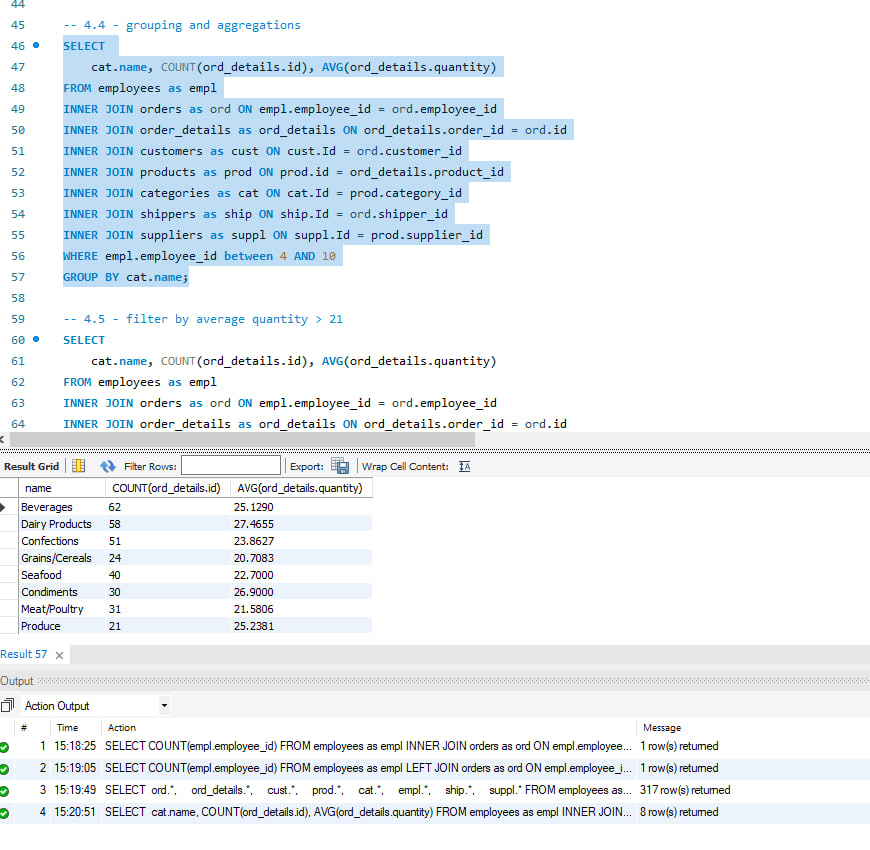 44
45 -- 4.4 - grouping and aggregations
46 SELECT
47 cat.name, COUNT(ord_details.id), AVG(ord_details.quantity)
48 FROM employees as empl
49 INNER JOIN orders as ord ON empl.employee_id = ord.employee_id
50 INNER JOIN order_details as ord_details ON ord_details.order_id = ord.id
51 INNER JOIN customers as cust ON cust.Id = ord.customer_id
52 INNER JOIN products as prod ON prod.id = ord_details.product_id
53 INNER JOIN categories as cat ON cat.Id = prod.category_id
54 INNER JOIN shippers as ship ON ship.Id = ord.shipper_id
55 INNER JOIN suppliers as suppl ON suppl.Id = prod.supplier_id
56 WHERE empl.employee_id between 4 AND 10
57 GROUP BY cat.name;
58
59 -- 4.5 - filter by average quantity > 21
60 SELECT
61 cat.name, COUNT(ord_details.id), AVG(ord_details.quantity)
62 FROM employees as empl
63 INNER JOIN orders as ord ON empl.employee_id = ord.employee_id
64 INNER JOIN order_details as ord_details ON ord_details.order_id = ord.id
Result Grid Filter Rows: Export: Wrap Cell Content:
name COUNT(ord_details.id) AVG(ord_details.quantity)
Beverages 62 25.1290
Dairy Products 58 27.4655
Confections 51 23.8627
Grains/Cereals 24 20.7083
Seafood 40 22.7000
Condiments 30 26.9000
Meat/Poultry 31 21.5806
Produce 21 25.2381
Result 57
Output
Action Output
# Time Action Message
1 15:18:25 SELECT COUNT(empl.employee_id) FROM employees as empl INNER JOIN orders as ord ON empl.employee... 1 row(s) returned
2 15:19:05 SELECT COUNT(empl.employee_id) FROM employees as empl LEFT JOIN orders as ord ON empl.employee_i... 1 row(s) returned
3 15:19:49 SELECT ord.*, ord_details.*, cust.*, prod.*, cat.*, empl.*, ship.*, suppl.* FROM employees as... 317 row(s) returned
4 15:20:51 SELECT cat.name, COUNT(ord_details.id), AVG(ord_details.quantity) FROM employees as empl INNER JOIN... 8 row(s) returned